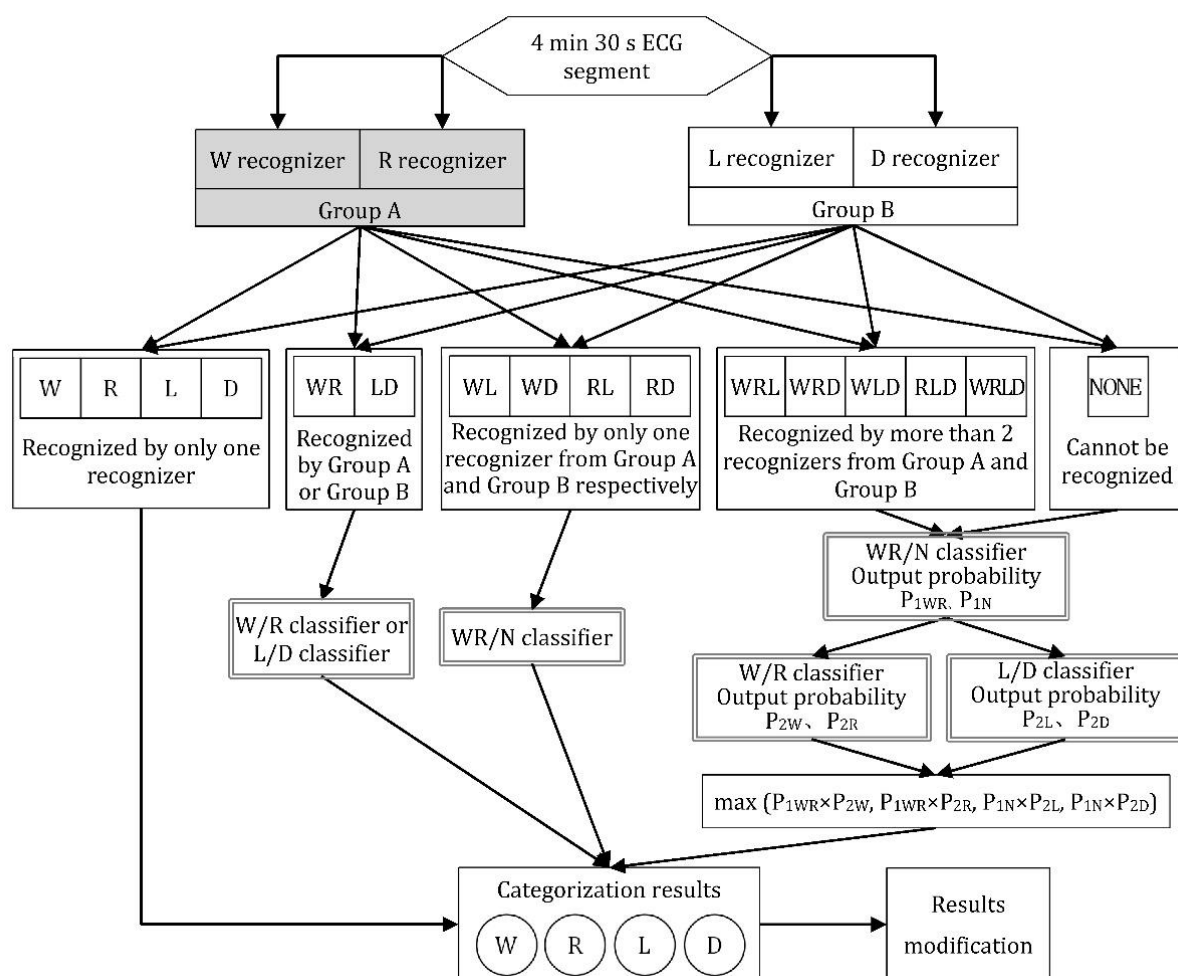 4 min 30 s ECG
segment
W recognizer
R recognizer
Group A
L recognizer
D recognizer
Group B
W
R
L
D
Recognized by only one
recognizer
WR
LD
Recognized
by Group A
or Group B
WL
WD
RL
RD
Recognized by only one
recognizer from Group A
and Group B respectively
WRL
WRD
WLD
RLD
WRLD
Recognized by more than 2
recognizers from Group A and
Group B
NONE
Cannot be
recognized
WR/N classifier
Output probability
P1WR、P1N
W/R classifier or
L/D classifier
WR/N classifier
W/R classifier
Output probability
P2W、P2R
L/D classifier
Output probability
P2L、P2D
max (P1WR×P2W, P1WR×P2R, P1N×P2L, P1N×P2D)
Categorization results
W
R
L
D
Results
modification